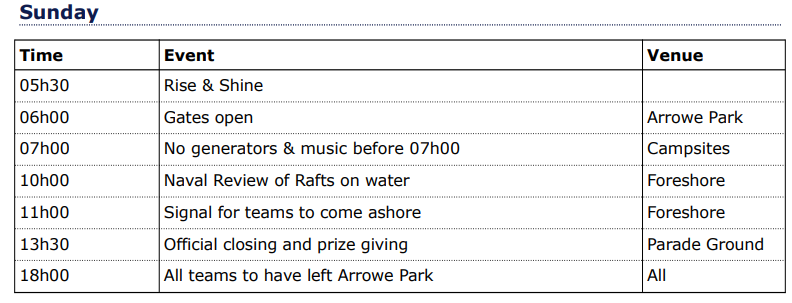 Sunday
Time Event Venue
05h30 Rise & Shine
06h00 Gates open Arrowe Park
07h00 No generators & music before 07h00 Campsites
10h00 Naval Review of Rafts on water Foreshore
11h00 Signal for teams to come ashore Foreshore
13h30 Official closing and prize giving Parade Ground
18h00 All teams to have left Arrowe Park All